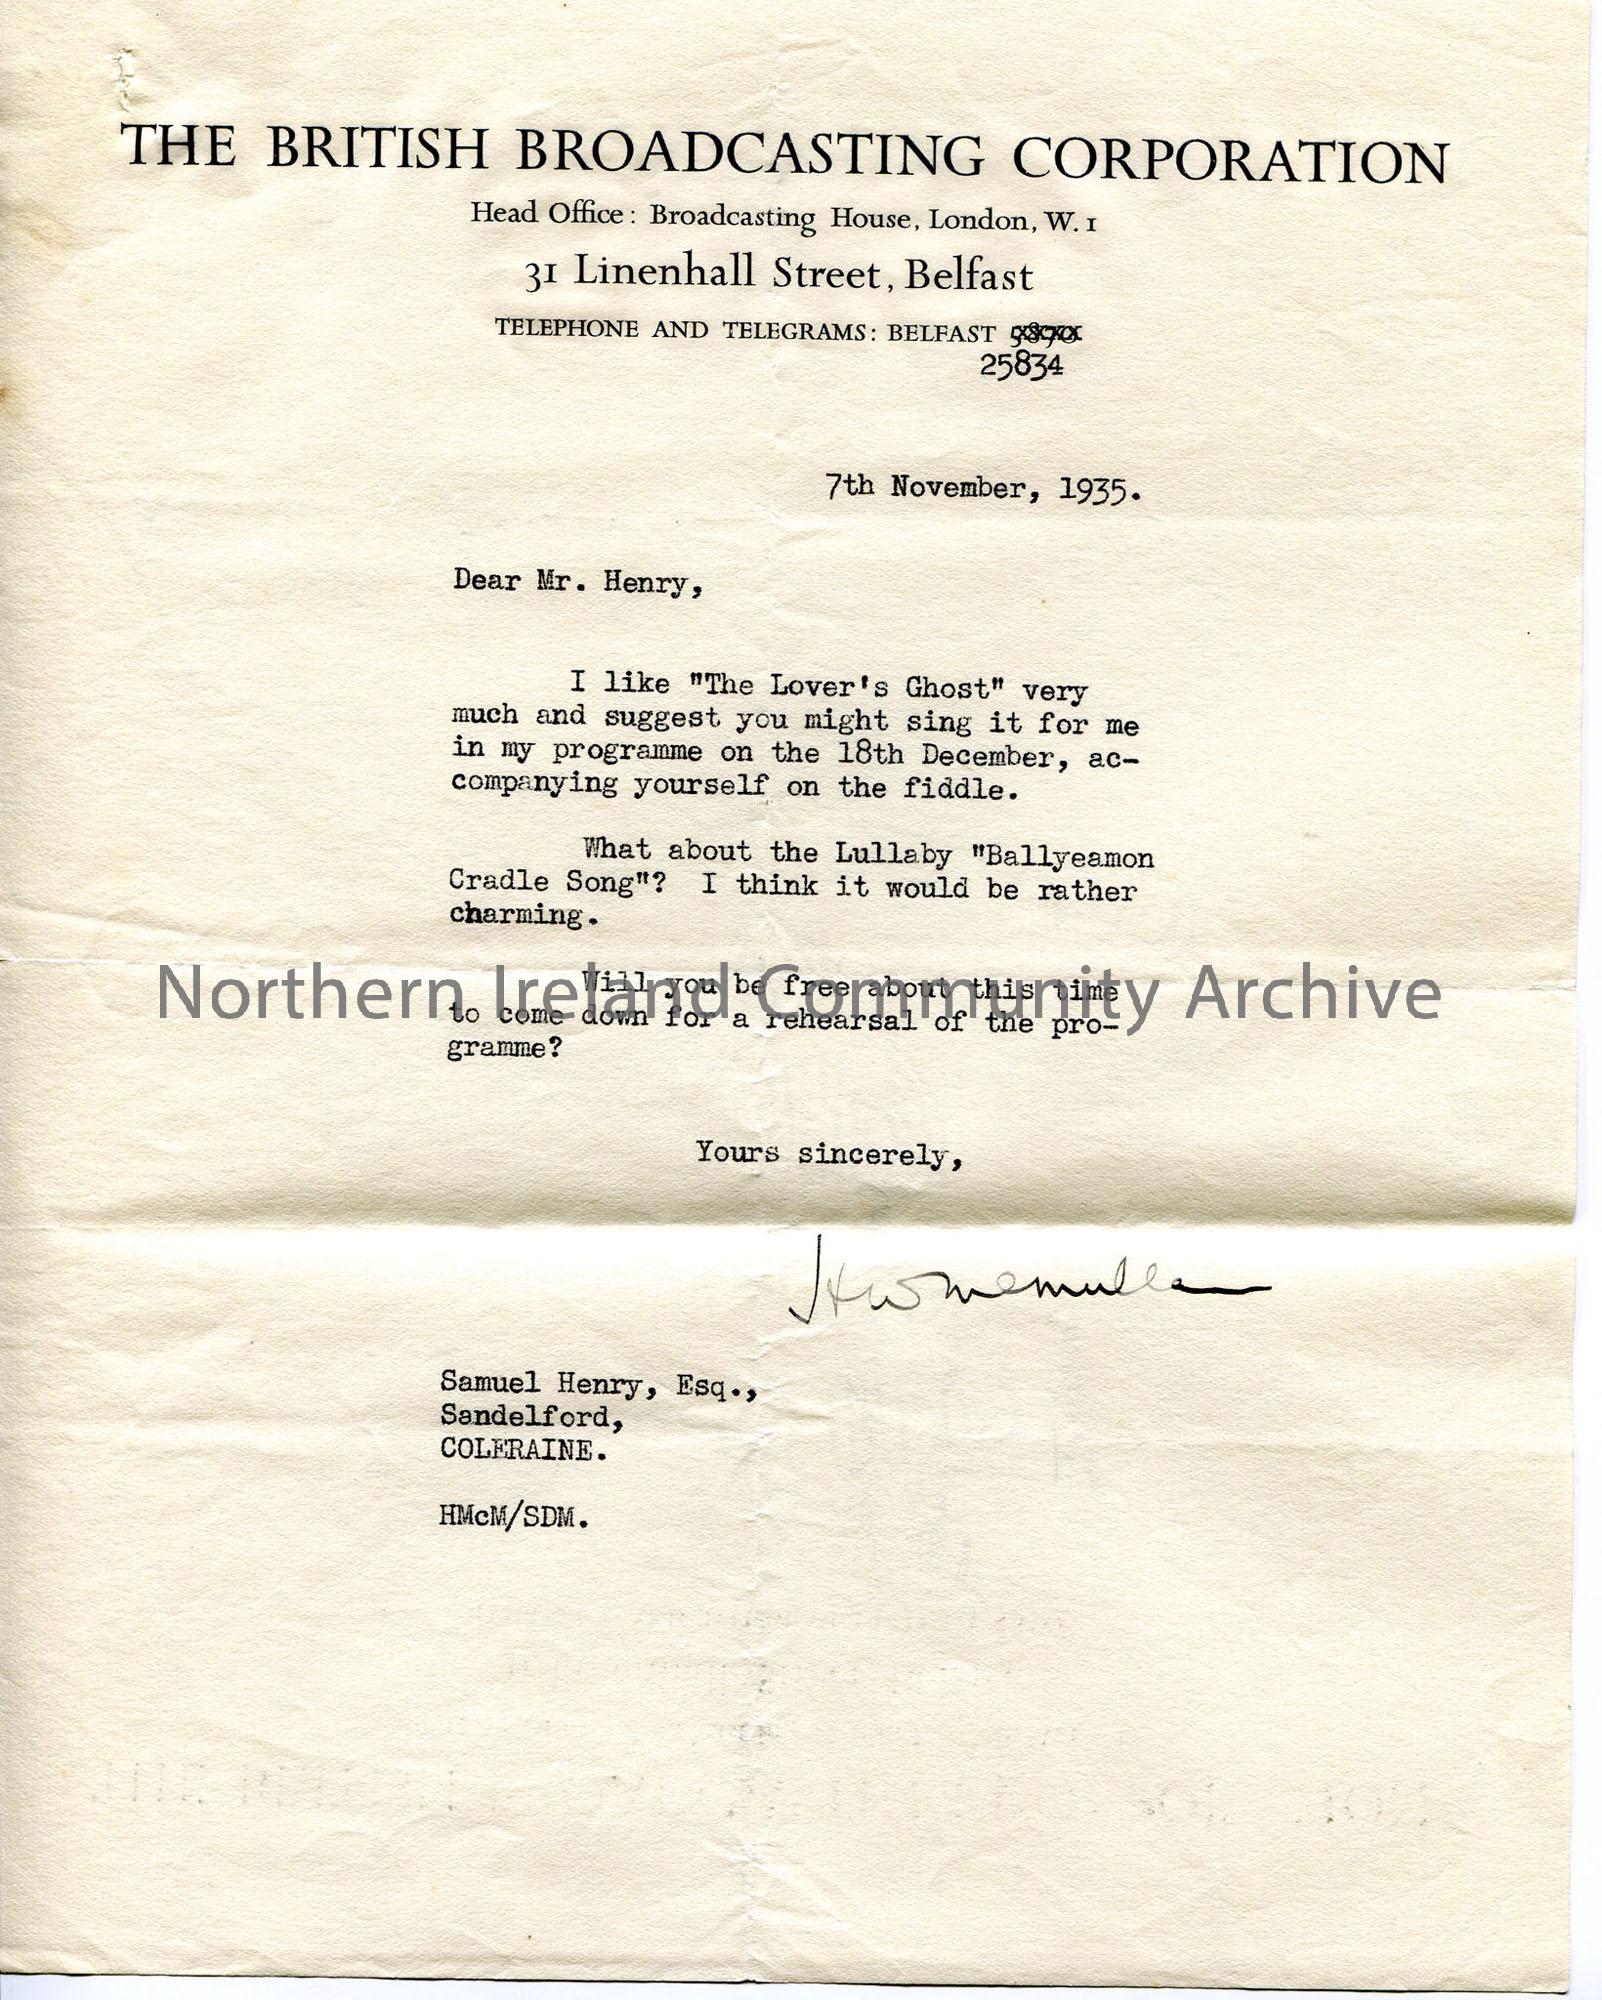 THE BRITISH BROADCASTING CORPORATION
Head Office: Broadcasting House, London, W. 1
31 Linenhall Street, Belfast
TELEPHONE AND TELEGRAMS: BELFAST 5870
25834
7th November, 1935.
Dear Mr. Henry,
I like "The Lover's Ghost" very
much and suggest you might sing it for me
in my programme on the 18th December, ac-
companying yourself on the fiddle.
What about the Lullaby "Ballyeamon
Cradle Song"? I think it would be rather
charming.
Northern Ireland Community Archive
Will you be free about this time
to come down for a rehearsal of the pro-
gramme?
Yours sincerely,
HWMcMullan
Samuel Henry, Esq.,
Sandelford,
COLERAINE.
HMcM/SDM.